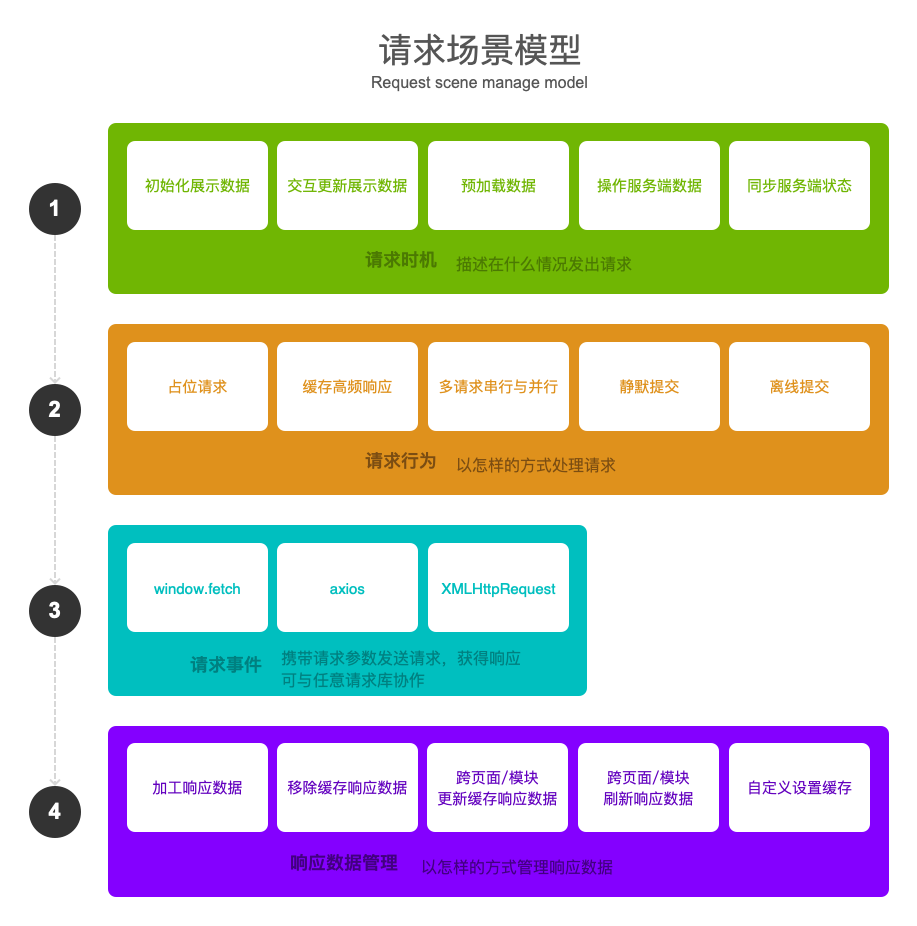 请求场景模型
Request scene manage model
1
初始化展示数据
交互更新展示数据
预加载数据
操作服务端数据
同步服务端状态
请求时机
描述在什么情况发出请求
2
占位请求
缓存高频响应
多请求串行与并行
静默提交
离线提交
请求行为
以怎样的方式处理请求
3
window.fetch
axios
XMLHttpRequest
请求事件
携带请求参数发送请求，获得响应
可与任意请求库协作
4
加工响应数据
移除缓存响应数据
跨页面/模块
更新缓存响应数据
跨页面/模块
刷新响应数据
自定义设置缓存
响应数据管理
以怎样的方式管理响应数据